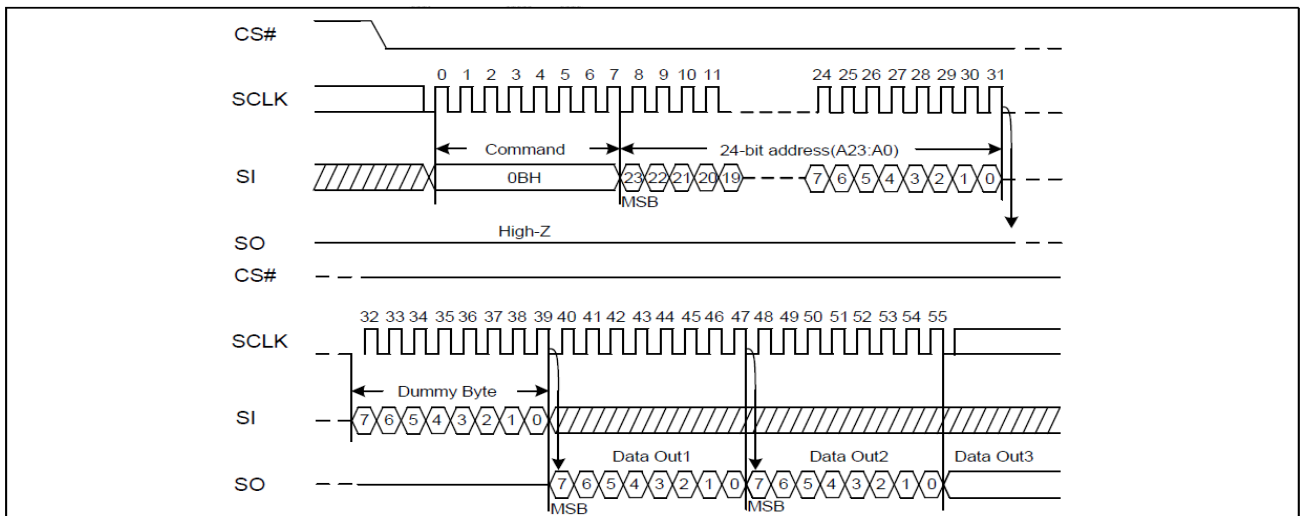 CS#
0 1 2 3 4 5 6 7 8 9 10 11 24 25 26 27 28 29 30 31
SCLK
Command 24-bit address(A23:A0)
SI 0BH 23 22 21 20 19 7 6 5 4 3 2 1 0
MSB
High-Z
SO
CS#
32 33 34 35 36 37 38 39 40 41 42 43 44 45 46 47 48 49 50 51 52 53 54 55
SCLK
Dummy Byte
SI 7 6 5 4 3 2 1 0
Data Out1 Data Out2 Data Out3
SO 7 6 5 4 3 2 1 0 7 6 5 4 3 2 1 0
MSB MSB